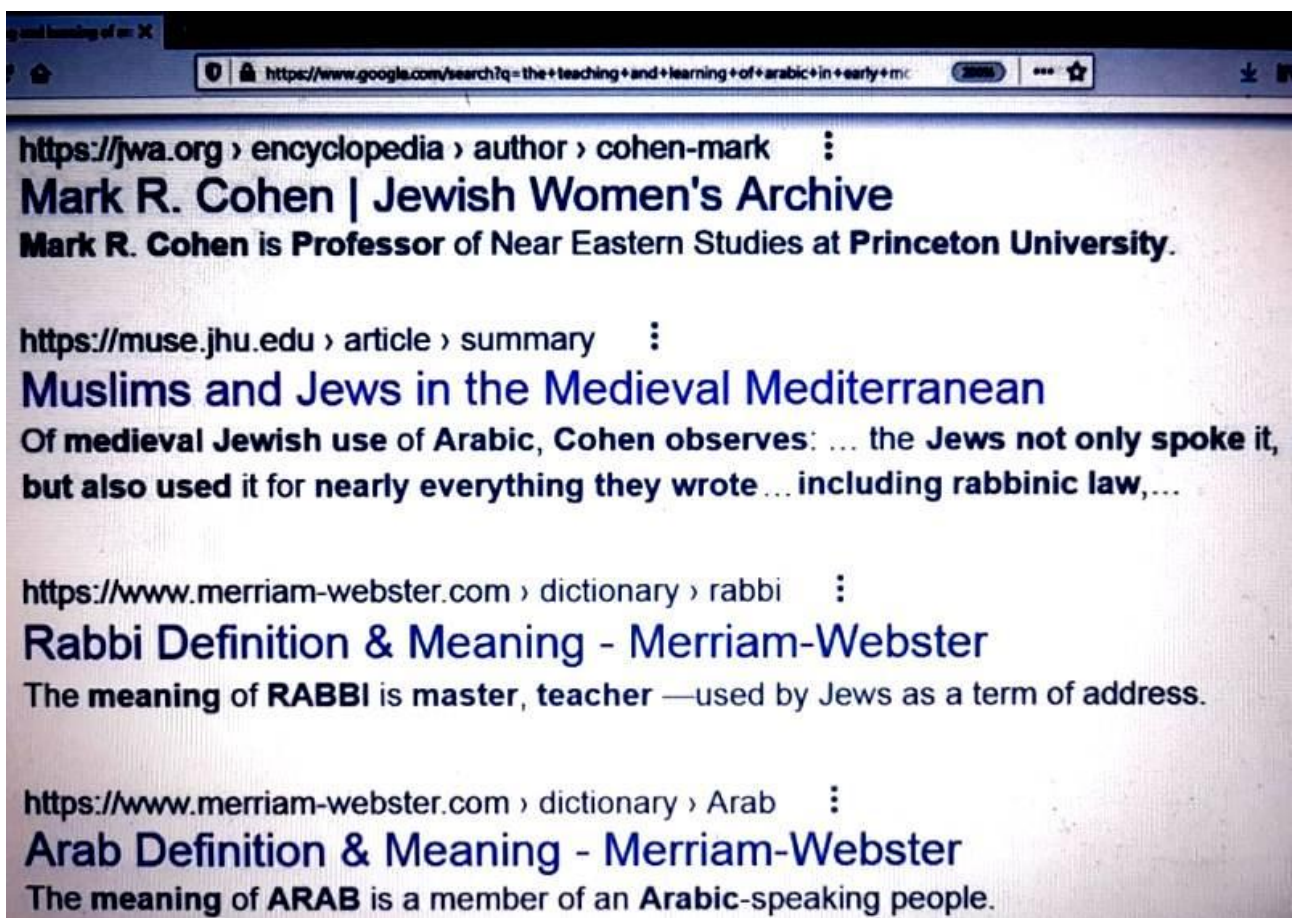 https://www.google.com/search?q=the+teaching+and+learning+of+arabic+in+early+mc
https://jwa.org › encyclopedia › author › cohen-mark
Mark R. Cohen | Jewish Women's Archive
Mark R. Cohen is Professor of Near Eastern Studies at Princeton University.
https://muse.jhu.edu › article › summary
Muslims and Jews in the Medieval Mediterranean
Of medieval Jewish use of Arabic, Cohen observes: ... the Jews not only spoke it,
but also used it for nearly everything they wrote ... including rabbinic law,...
https://www.merriam-webster.com › dictionary › rabbi
Rabbi Definition & Meaning - Merriam-Webster
The meaning of RABBI is master, teacher —used by Jews as a term of address.
https://www.merriam-webster.com › dictionary › Arab
Arab Definition & Meaning - Merriam-Webster
The meaning of ARAB is a member of an Arabic-speaking people.